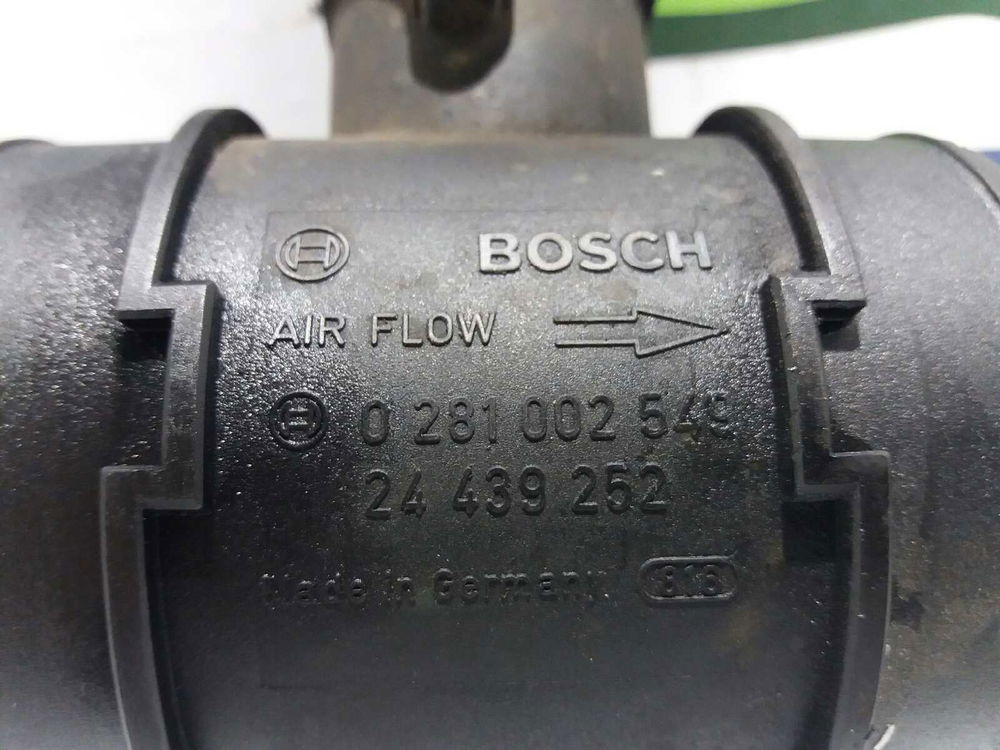 BOSCH
AIR FLOW
0 281 002 549
24 439 252
Made in Germany 816